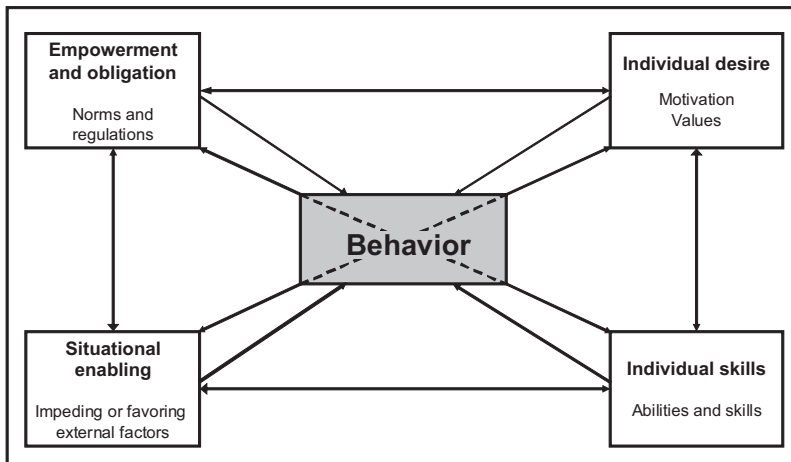 Empowerment
and obligation
Norms and
regulations
Individual desire
Motivation
Values
Behavior
Situational
enabling
Impeding or favoring
external factors
Individual skills
Abilities and skills